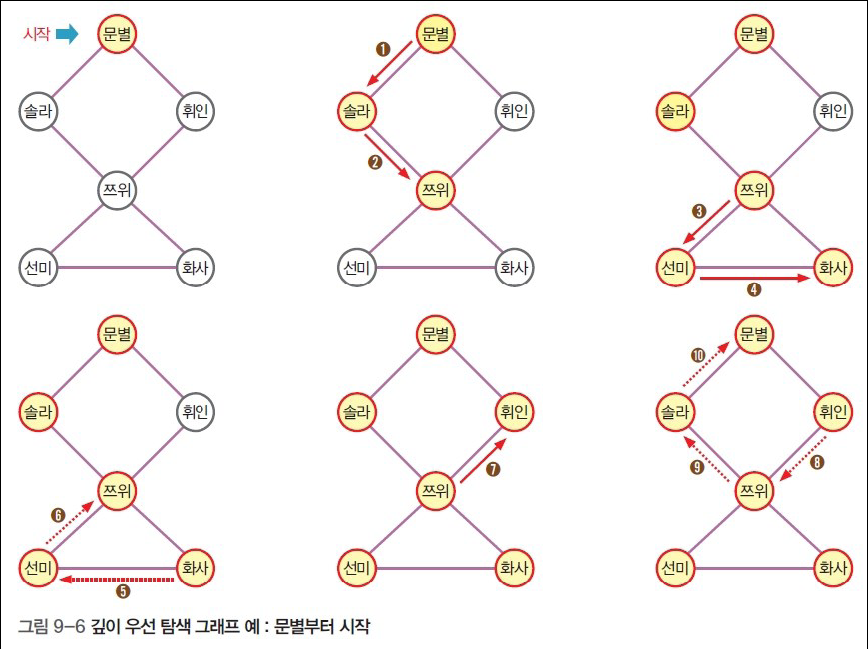 시작
문별
솔라
휘인
쯔위
선미
화사
❶
문별
솔라
휘인
❷
쯔위
선미
화사
문별
솔라
휘인
쯔위
❸
선미
화사
❹
문별
솔라
휘인
쯔위
❻
선미
화사
❺
문별
솔라
휘인
쯔위
❼
선미
화사
문별
❿
솔라
휘인
❾
❽
쯔위
선미
화사
그림 9-6 깊이 우선 탐색 그래프 예 : 문별부터 시작